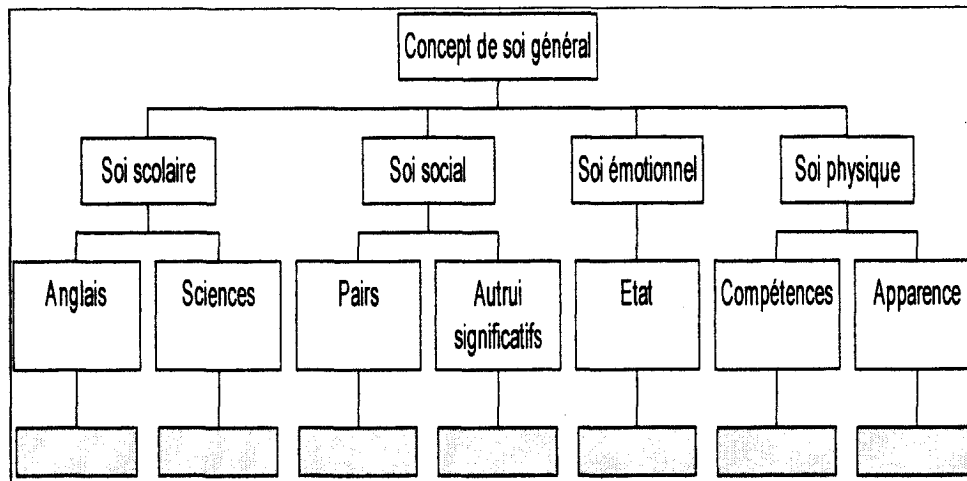 Concept de soi général
Soi scolaire
Soi social
Soi émotionnel
Soi physique
Anglais
Sciences
Pairs
Autrui
significatifs
Etat
Compétences
Apparence